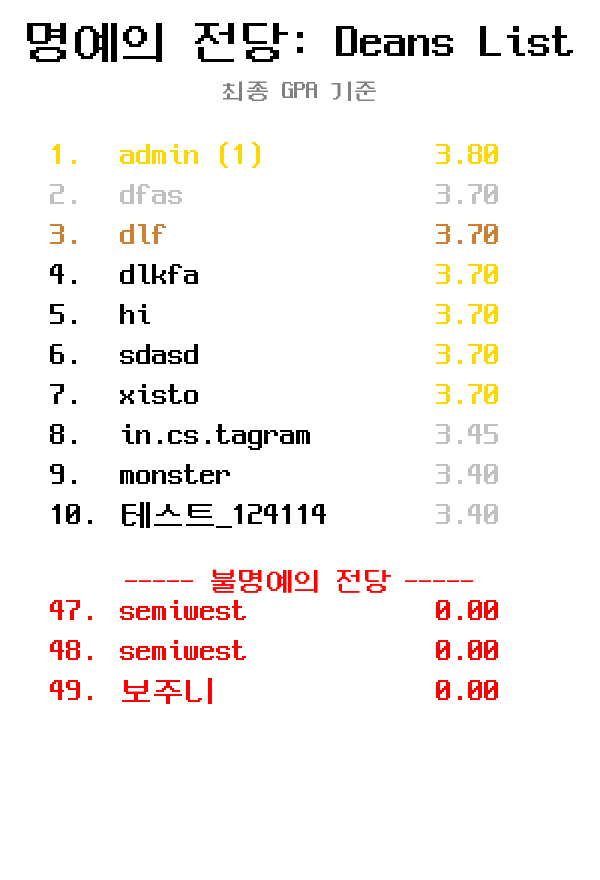 명예의 전당: Deans List
최종 GPA 기준
1. admin (1) 3.80
2. dfas 3.70
3. dlf 3.70
4. dlkfa 3.70
5. hi 3.70
6. sdasd 3.70
7. xisto 3.70
8. in.cs.tagram 3.45
9. monster 3.40
10. 테스트_124114 3.40
----- 불명예의 전당 -----
47. semiwest 0.00
48. semiwest 0.00
49. 보주니 0.00